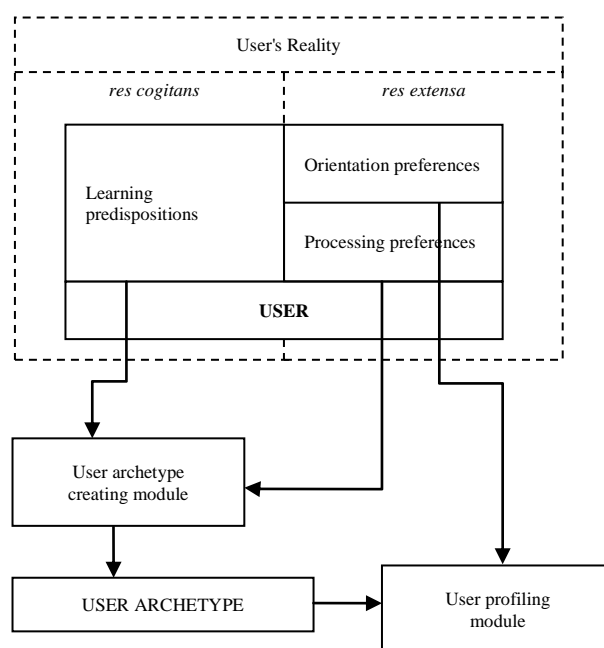 User's Reality
res cogitans
res extensa
Orientation preferences
Learning
predispositions
Processing preferences
USER
User archetype
creating module
USER ARCHETYPE
User profiling
module